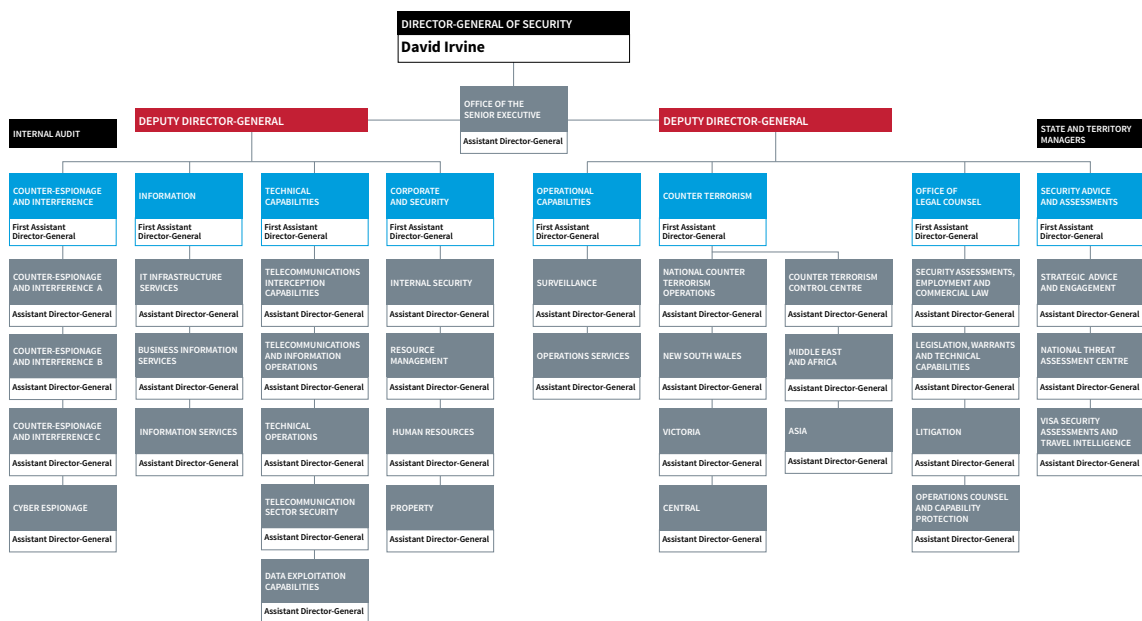 DIRECTOR-GENERAL OF SECURITY
David Irvine
OFFICE OF THE
SENIOR EXECUTIVE
Assistant Director-General
INTERNAL AUDIT
DEPUTY DIRECTOR-GENERAL
DEPUTY DIRECTOR-GENERAL
STATE AND TERRITORY
MANAGERS
COUNTER-ESPIONAGE
AND INTERFERENCE
First Assistant
Director-General
COUNTER-ESPIONAGE
AND INTERFERENCE A
Assistant Director-General
COUNTER-ESPIONAGE
AND INTERFERENCE B
Assistant Director-General
COUNTER-ESPIONAGE
AND INTERFERENCE C
Assistant Director-General
CYBER ESPIONAGE
Assistant Director-General
INFORMATION
First Assistant
Director-General
IT INFRASTRUCTURE
SERVICES
Assistant Director-General
BUSINESS INFORMATION
SERVICES
Assistant Director-General
INFORMATION SERVICES
Assistant Director-General
TECHNICAL
CAPABILITIES
First Assistant
Director-General
TELECOMMUNICATIONS
INTERCEPTION
CAPABILITIES
Assistant Director-General
TELECOMMUNICATIONS
AND INFORMATION
OPERATIONS
Assistant Director-General
TECHNICAL
OPERATIONS
Assistant Director-General
TELECOMMUNICATION
SECTOR SECURITY
Assistant Director-General
DATA EXPLOITATION
CAPABILITIES
Assistant Director-General
CORPORATE
AND SECURITY
First Assistant
Director-General
INTERNAL SECURITY
Assistant Director-General
RESOURCE
MANAGEMENT
Assistant Director-General
HUMAN RESOURCES
Assistant Director-General
PROPERTY
Assistant Director-General
OPERATIONAL
CAPABILITIES
First Assistant
Director-General
SURVEILLANCE
Assistant Director-General
OPERATIONS SERVICES
Assistant Director-General
COUNTER TERRORISM
First Assistant
Director-General
NATIONAL COUNTER
TERRORISM
OPERATIONS
Assistant Director-General
NEW SOUTH WALES
Assistant Director-General
VICTORIA
Assistant Director-General
CENTRAL
Assistant Director-General
COUNTER TERRORISM
CONTROL CENTRE
Assistant Director-General
MIDDLE EAST
AND AFRICA
Assistant Director-General
ASIA
Assistant Director-General
OFFICE OF
LEGAL COUNSEL
First Assistant
Director-General
SECURITY ASSESSMENTS,
EMPLOYMENT AND
COMMERCIAL LAW
Assistant Director-General
LEGISLATION, WARRANTS
AND TECHNICAL
CAPABILITIES
Assistant Director-General
LITIGATION
Assistant Director-General
OPERATIONS COUNSEL
AND CAPABILITY
PROTECTION
Assistant Director-General
SECURITY ADVICE
AND ASSESSMENTS
First Assistant
Director-General
STRATEGIC ADVICE
AND ENGAGEMENT
Assistant Director-General
NATIONAL THREAT
ASSESSMENT CENTRE
Assistant Director-General
VISA SECURITY
ASSESSMENTS AND
TRAVEL INTELLIGENCE
Assistant Director-General